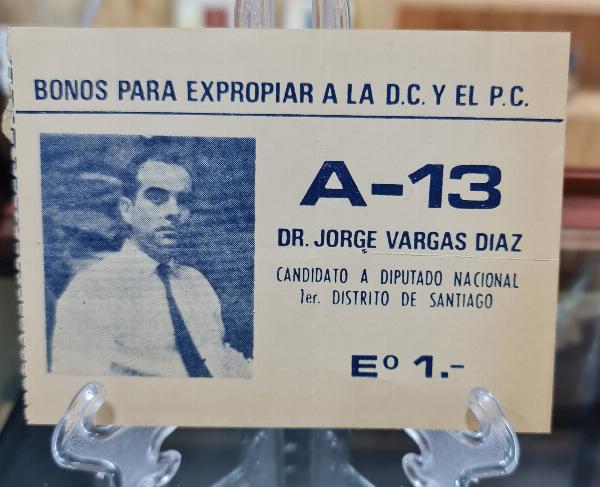 BONOS PARA EXPROPIAR A LA D.C. Y EL P.C.
A-13
DR. JORGE VARGAS DIAZ
CANDIDATO A DIPUTADO NACIONAL
1er. DISTRITO DE SANTIAGO
Eº 1.-